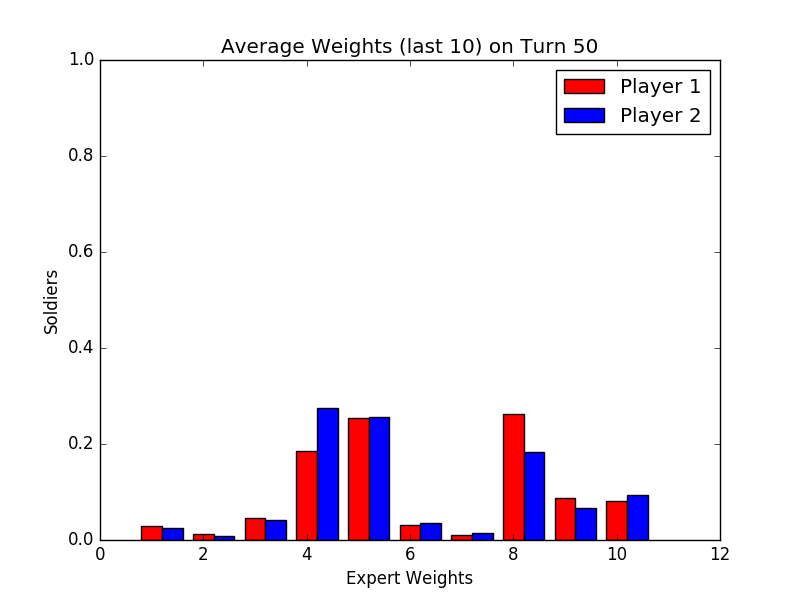 Average Weights (last 10) on Turn 50
Player 1
Player 2
1.0
0.8
0.6
0.4
0.2
0.0
Soldiers
0 2 4 6 8 10 12
Expert Weights